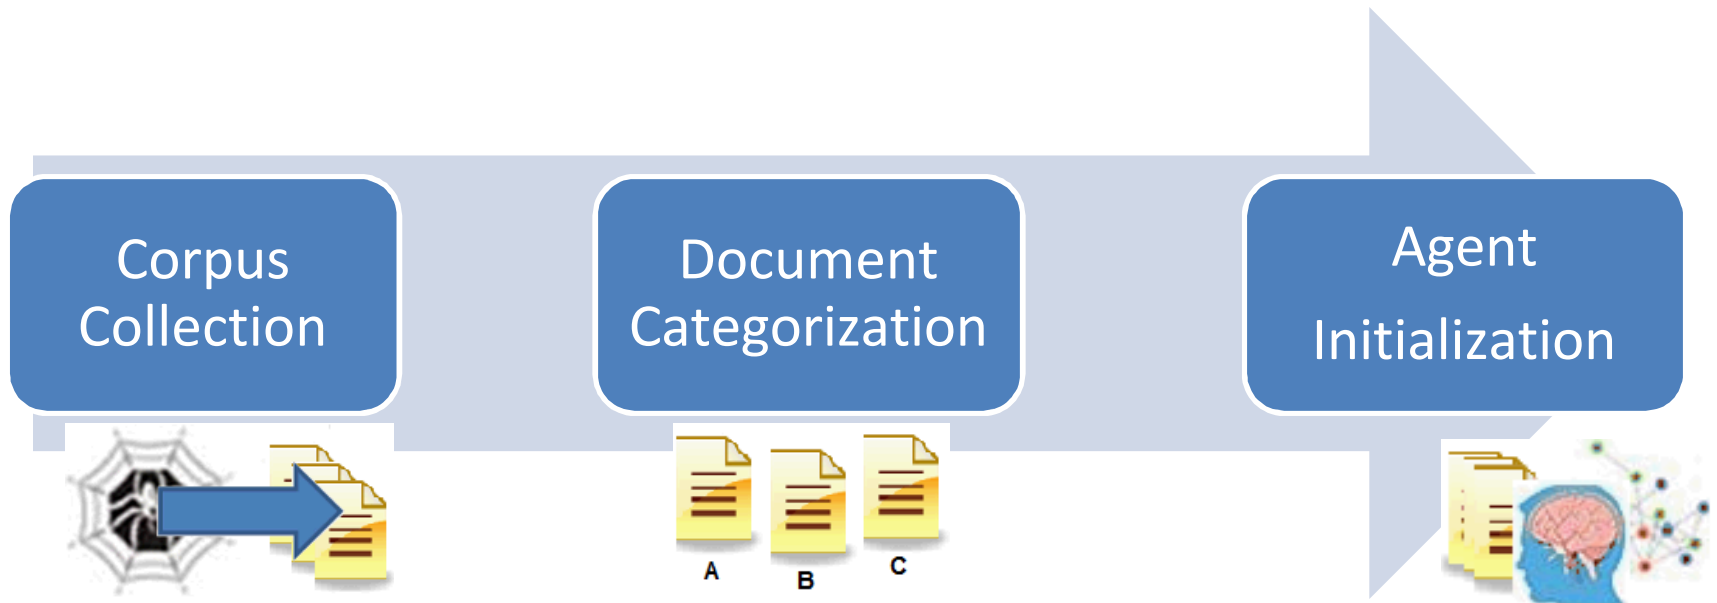 Corpus
Collection
Document
Categorization
Agent
Initialization
A
B
C